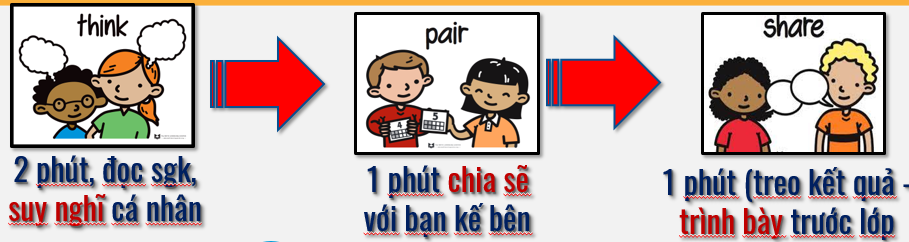 think
2 phút, đọc sgk,
suy nghĩ cá nhân
pair
4
5
1 phút chia sẽ
với bạn kế bên
share
1 phút (treo kết quả -
trình bày trước lớp